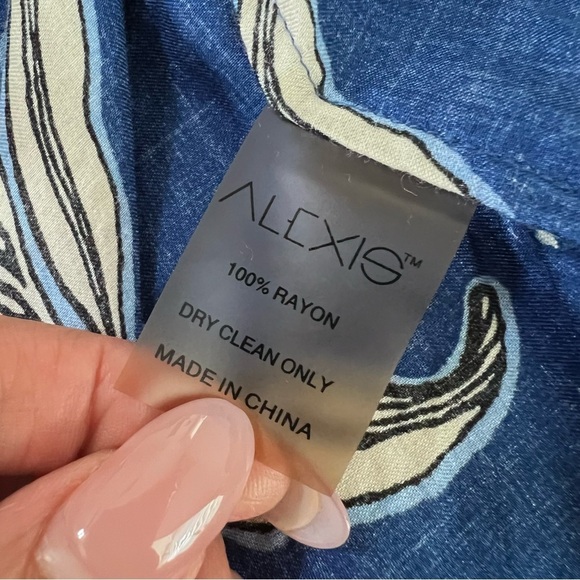 ALEXIS™
100% RAYON
DRY CLEAN ONLY
MADE IN CHINA